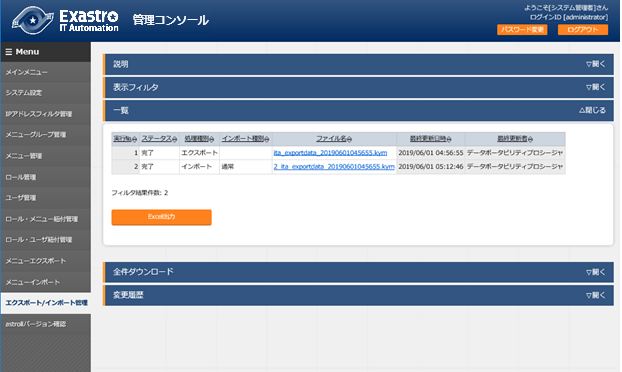 Exastro
IT Automation
管理コンソール
ようこそ[システム管理者]さん
ログインID [administrator]
パスワード変更 ログアウト
☰ Menu
メインメニュー
システム設定
IPアドレスフィルタ管理
メニューグループ管理
メニュー管理
ロール管理
ユーザ管理
ロール・メニュー紐付管理
ロール・ユーザ紐付管理
メニューエクスポート
メニューインポート
エクスポート/インポート管理
説明 ▽開く
表示フィルタ ▽開く
一覧 △閉じる
実行No ステータス 処理種別 インポート種別 ファイル名 最終更新日時 最終更新者
1 完了 エクスポート ita_exportdata_20190601045655.kym 2019/06/01 04:56:55 データポータビリティプロシージャ
2 完了 インポート 通常 2_ita_exportdata_20190601045655.kym 2019/06/01 05:12:46 データポータビリティプロシージャ
フィルタ結果件数: 2
Excel出力
全件ダウンロード ▽開く
変更履歴 ▽開く
バージョン確認